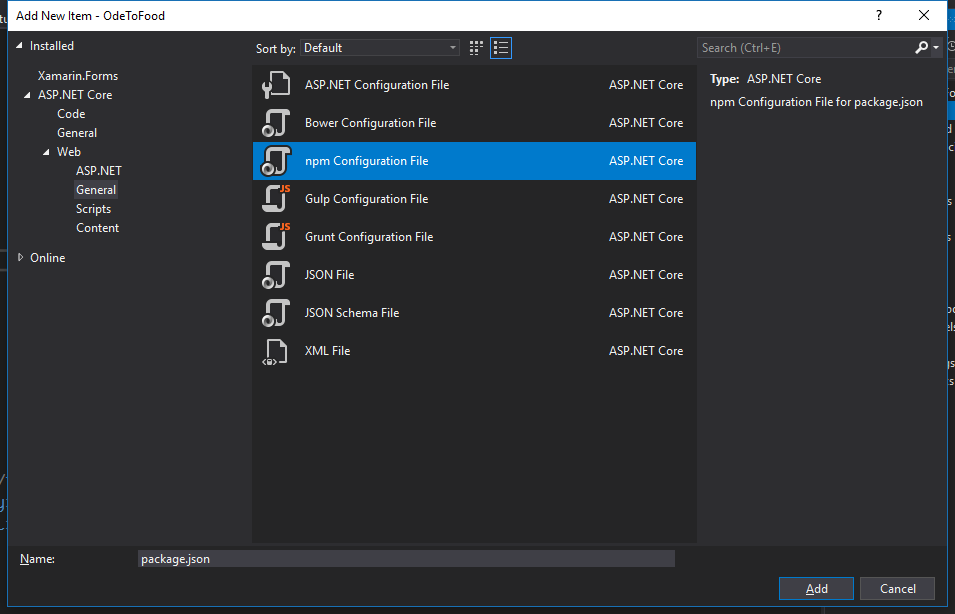 Add New Item - OdeToFood
?
Installed
Sort by: Default
Search (Ctrl+E)
Xamarin.Forms
ASP.NET Core
Code
General
Web
ASP.NET
General
Scripts
Content
Online
ASP.NET Configuration File ASP.NET Core
Bower Configuration File ASP.NET Core
npm Configuration File ASP.NET Core
JS
Gulp Configuration File ASP.NET Core
JS
Grunt Configuration File ASP.NET Core
JSON File ASP.NET Core
JSON Schema File ASP.NET Core
XML File ASP.NET Core
Type: ASP.NET Core
npm Configuration File for package.json
Name: package.json
Add Cancel